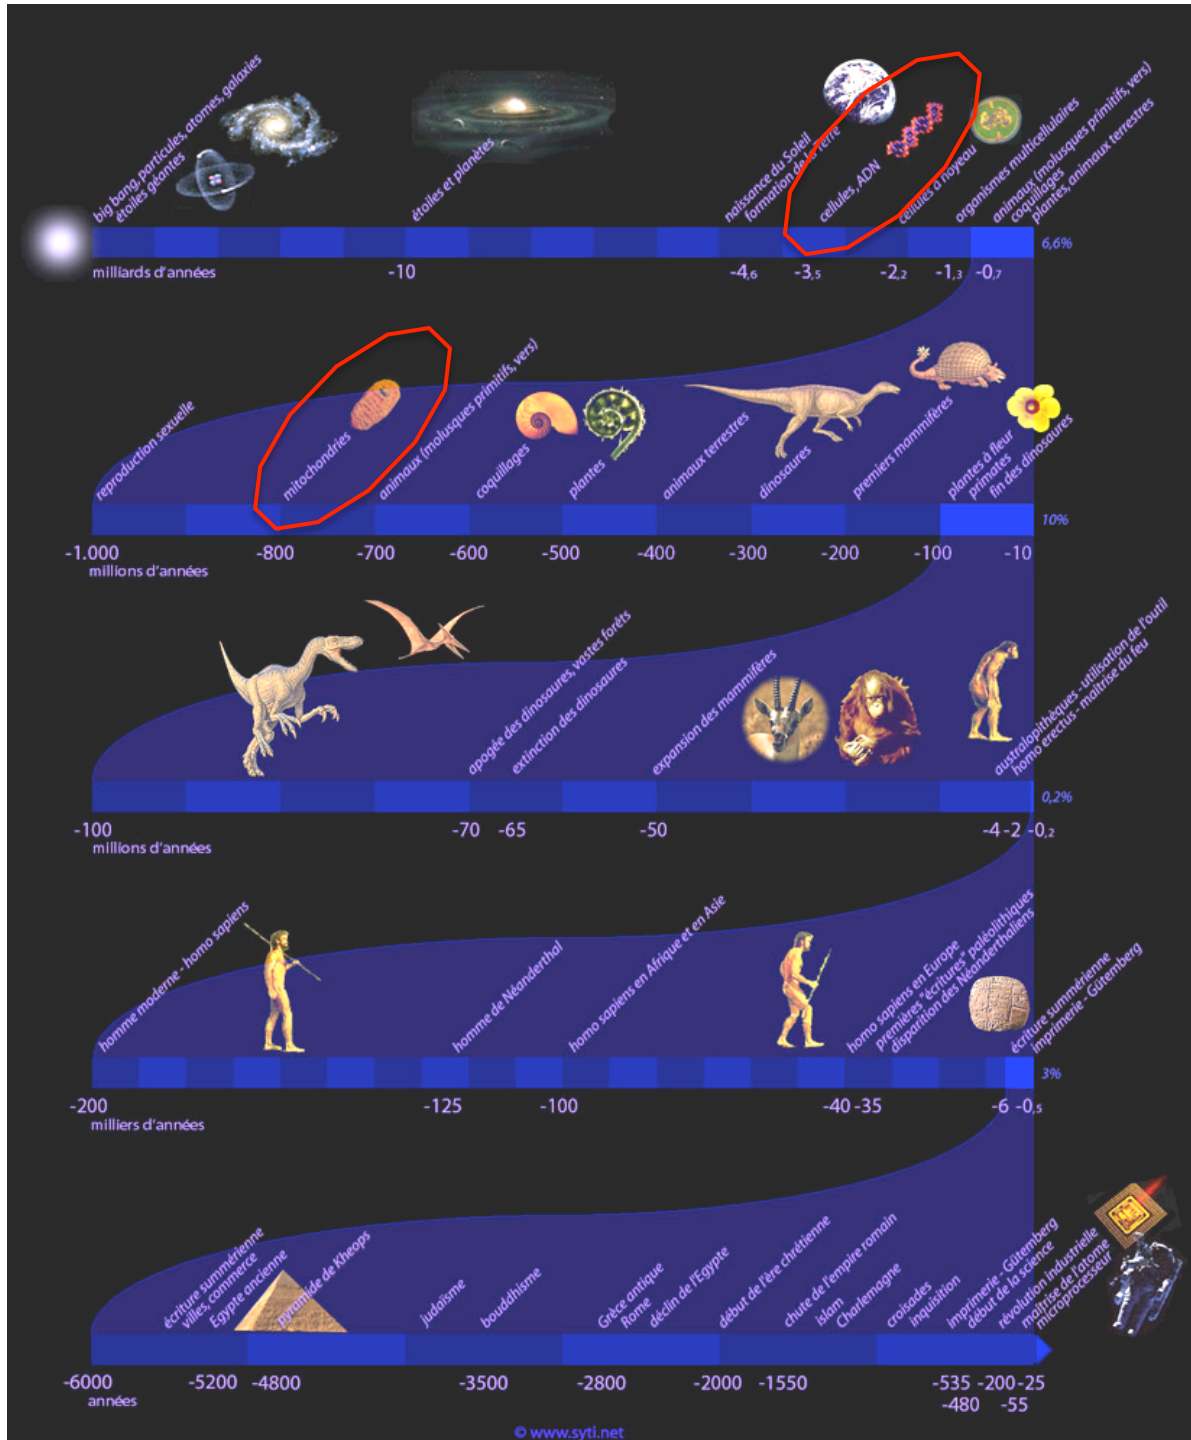 big bang, particules, atomes, galaxies
étoiles géantes
étoiles et planètes
naissance du Soleil
formation de la Terre
cellules, ADN
cellules à noyeau
organismes multicellulaires
animaux (molusques primitifs, vers)
coquillages
plantes, animaux terrestres
6,6%
milliards d'années
-10
-4,6
-3,5
-2,2
-1,3
-0,7
reproduction sexuelle
mitochondries
animaux (molusques primitifs, vers)
coquillages
plantes
animaux terrestres
dinosaures
premiers mammifères
plantes à fleur
primates
fin des dinosaures
10%
-1.000
-800
-700
-600
-500
-400
-300
-200
-100
-10
millions d'années
apogée des dinosaures, vastes forêts
extinction des dinosaures
expansion des mammifères
australopithèques - utilisation de l'outil
homo erectus - maîtrise du feu
0,2%
-100
-70
-65
-50
-4
-2
-0,2
millions d'années
homme moderne - homo sapiens
homme de Néanderthal
homo sapiens en Afrique et en Asie
homo sapiens en Europe
premières "écritures" paléolithiques
disparition des Néanderthaliens
écriture summérienne
imprimerie - Gütemberg
3%
-200
-125
-100
-40
-35
-6
-0,5
milliers d'années
écriture summérienne
villes, commerce
Egypte ancienne
pyramide de Kheops
judaïsme
bouddhisme
Grèce antique
Rome
déclin de l'Egypte
début de l'ère chrétienne
chute de l'empire romain
islam
Charlemagne
croisades
inquisition
imprimerie - Gütemberg
début de la science
révolution industrielle
maîtrise de l'atome
microprocesseur
-6000
-5200
-4800
-3500
-2800
-2000
-1550
-535
-200
-25
années
-480
-55
© www.syti.net